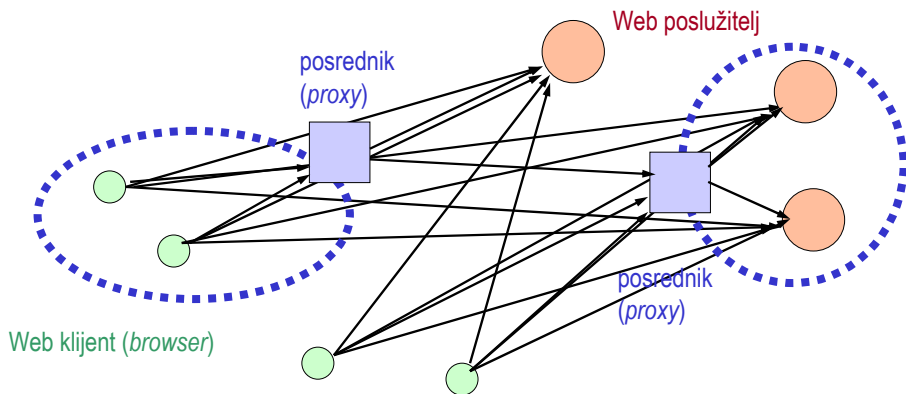 Web poslužitelj
posrednik
(proxy)
posrednik
(proxy)
Web klijent (browser)